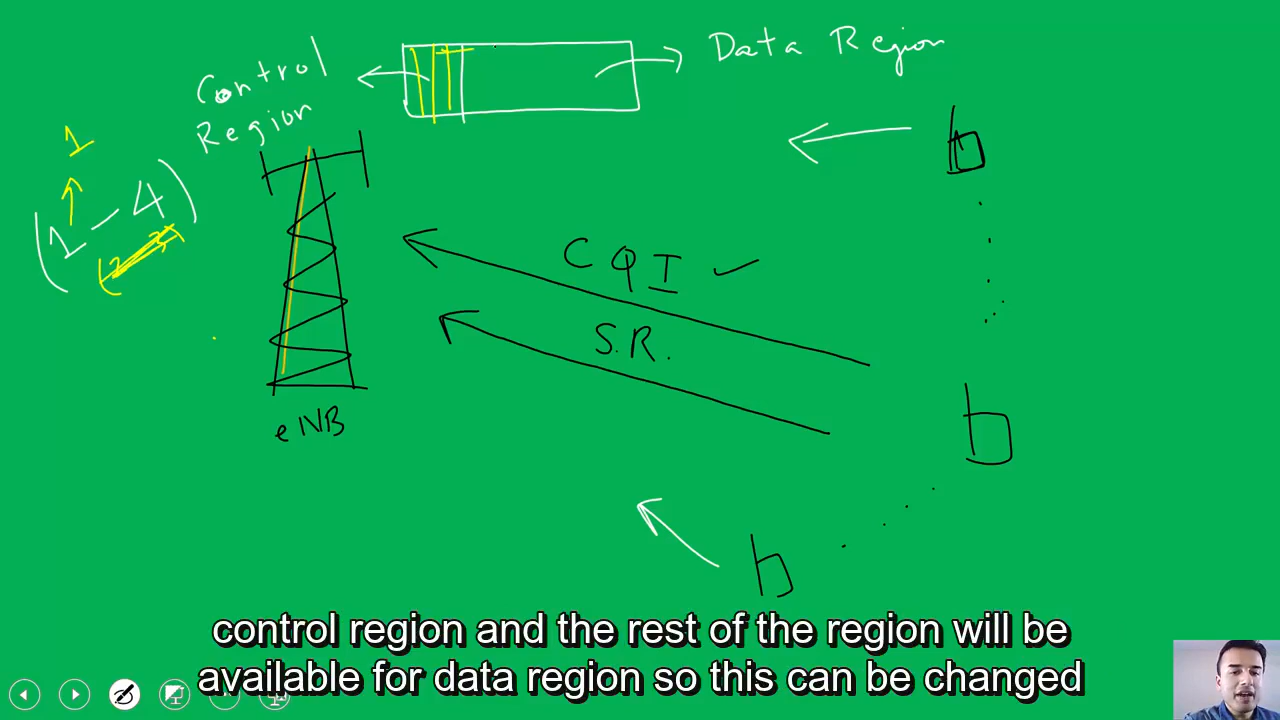 Data Region
Control
Region
1
(1-4)
CQI ✓
S.R.
eNB
control region and the rest of the region will be
available for data region so this can be changed